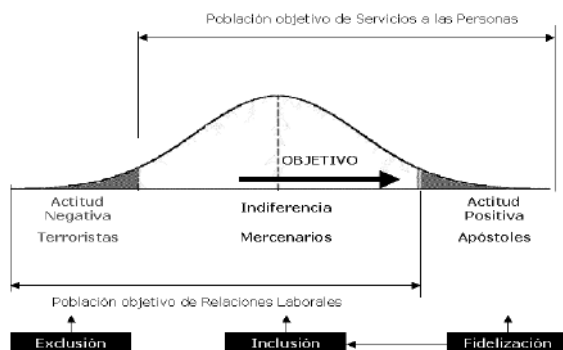 Población objetivo de Servicios a las Personas
OBJETIVO
Actitud
Negativa
Indiferencia
Actitud
Positiva
Terroristas
Mercenarios
Apóstoles
Población objetivo de Relaciones Laborales
Exclusión
Inclusión
Fidelización